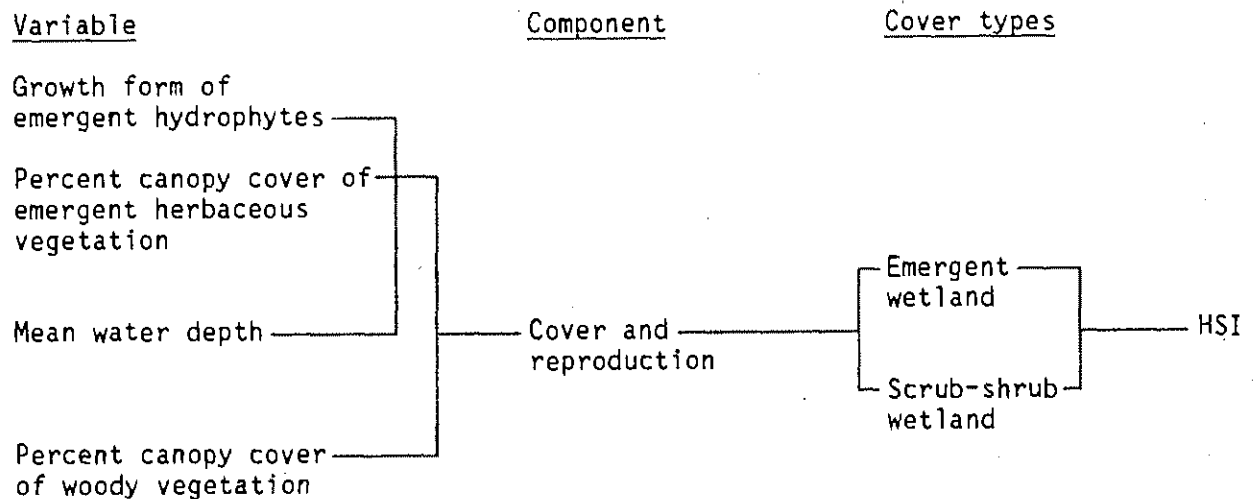 Variable Component Cover types
Growth form of
emergent hydrophytes
Percent canopy cover of
emergent herbaceous
vegetation
Mean water depth
Percent canopy cover
of woody vegetation
Cover and
reproduction
Emergent
wetland
Scrub-shrub
wetland
HSI